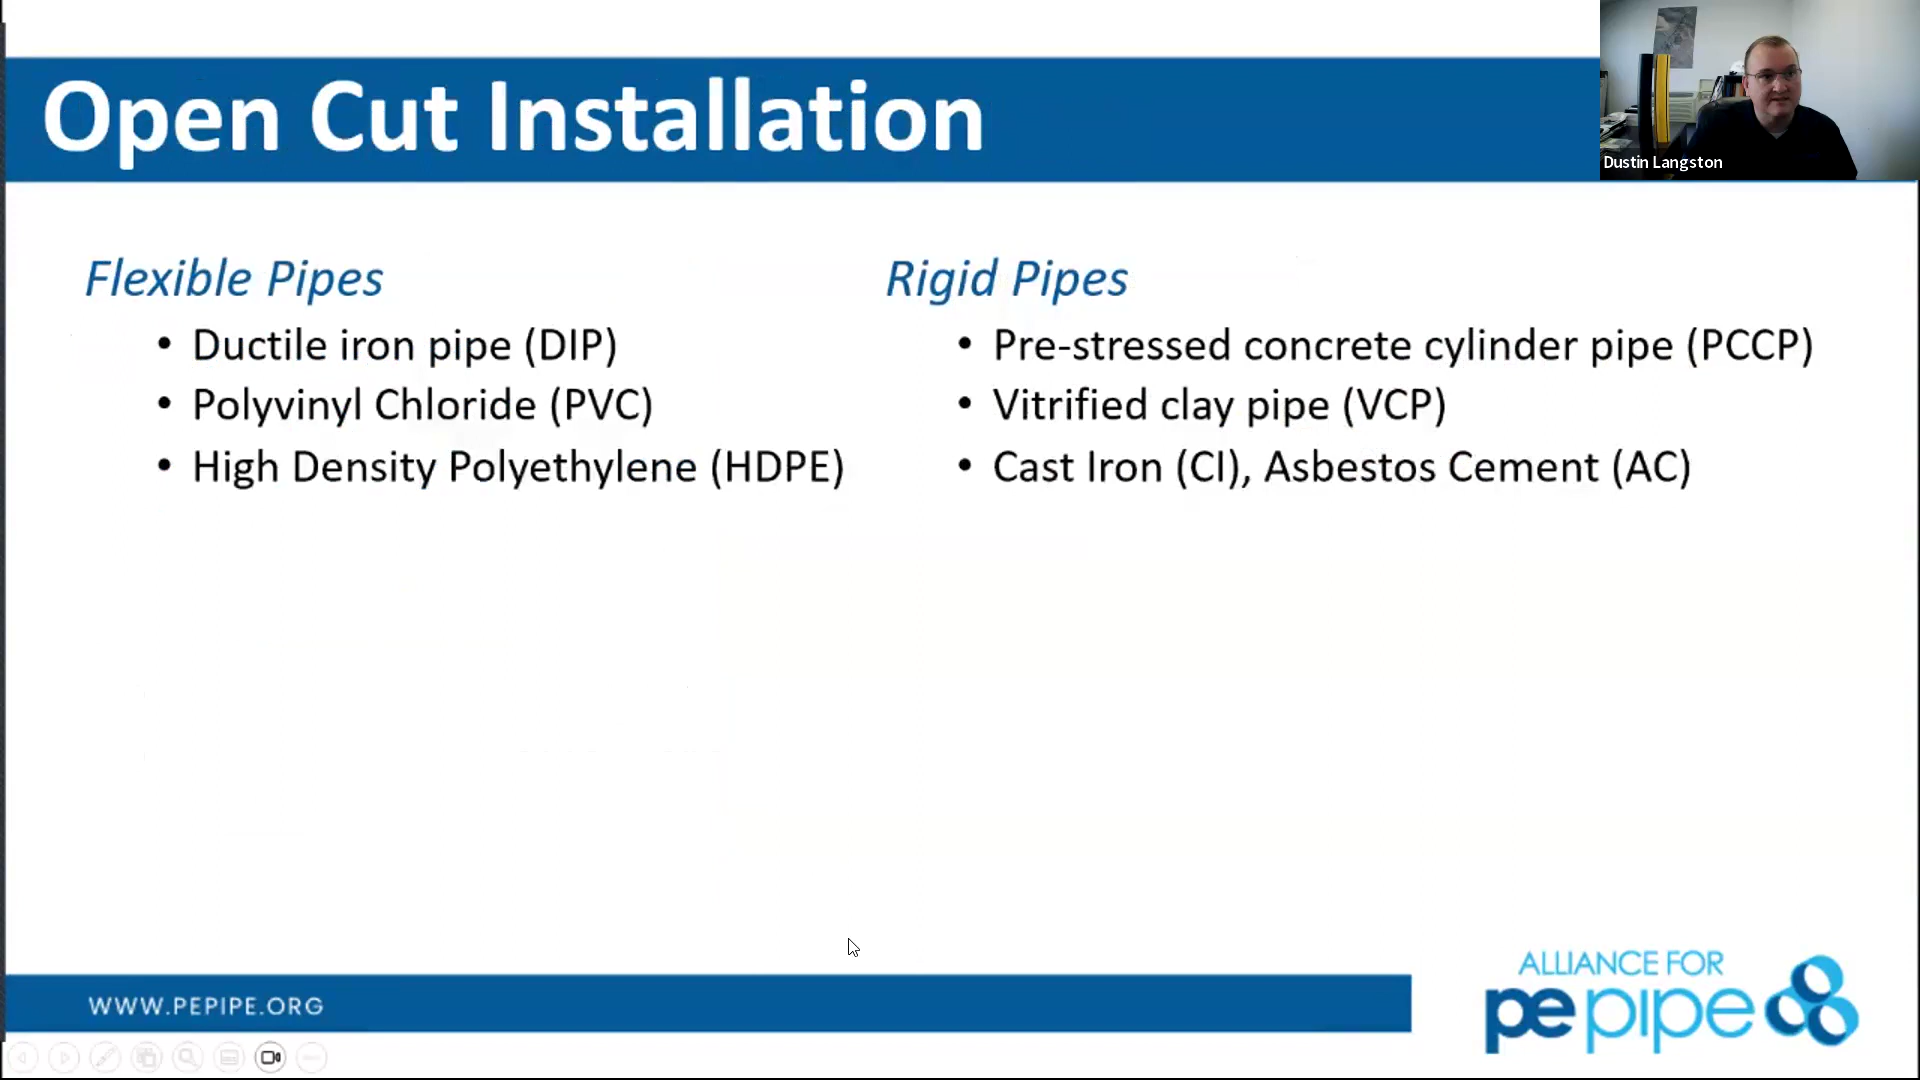 Open Cut Installation
Dustin Langston
Flexible Pipes
• Ductile iron pipe (DIP)
• Polyvinyl Chloride (PVC)
• High Density Polyethylene (HDPE)
Rigid Pipes
• Pre-stressed concrete cylinder pipe (PCCP)
• Vitrified clay pipe (VCP)
• Cast Iron (CI), Asbestos Cement (AC)
WWW.PEPIPE.ORG
ALLIANCE FOR
pepipe